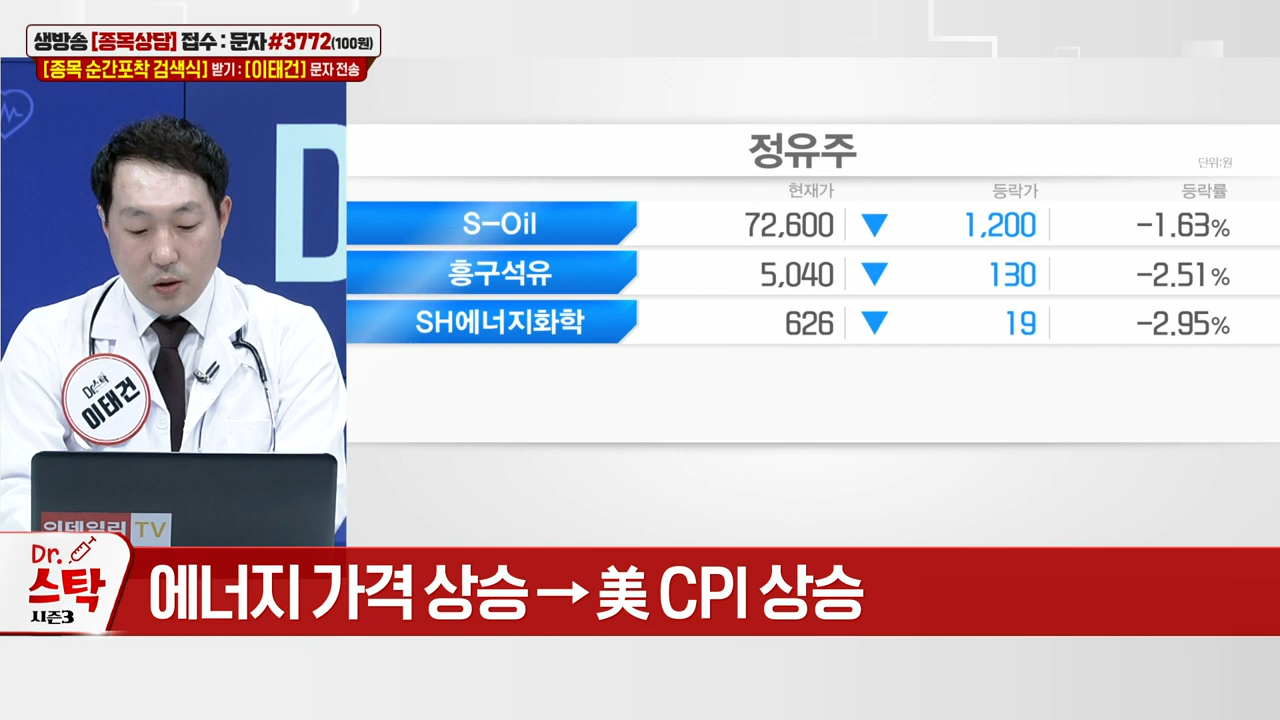 생방송 [종목상담] 접수 : 문자#3772(100원)
[종목 순간포착 검색식] 받기 : [이태건] 문자 전송
D
정유주
단위:원
현재가 등락가 등락률
S-Oil 72,600 ▼ 1,200 -1.63%
흥구석유 5,040 ▼ 130 -2.51%
SH에너지화학 626 ▼ 19 -2.95%
Dr.스탁
이태건
이데일리 TV
Dr.
스탁
시즌3
에너지 가격 상승→美 CPI 상승